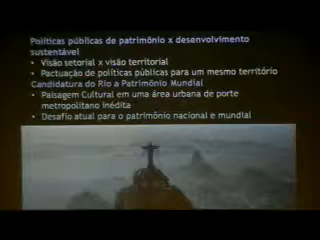 Políticas públicas de patrimônio x desenvolvimento
sustentável
• Visão setorial x visão territorial
• Pactuação de políticas públicas para um mesmo território
Candidatura do Rio a Patrimônio Mundial
• Paisagem Cultural em uma área urbana de porte
metropolitano inédita
• Desafio atual para o patrimônio nacional e mundial